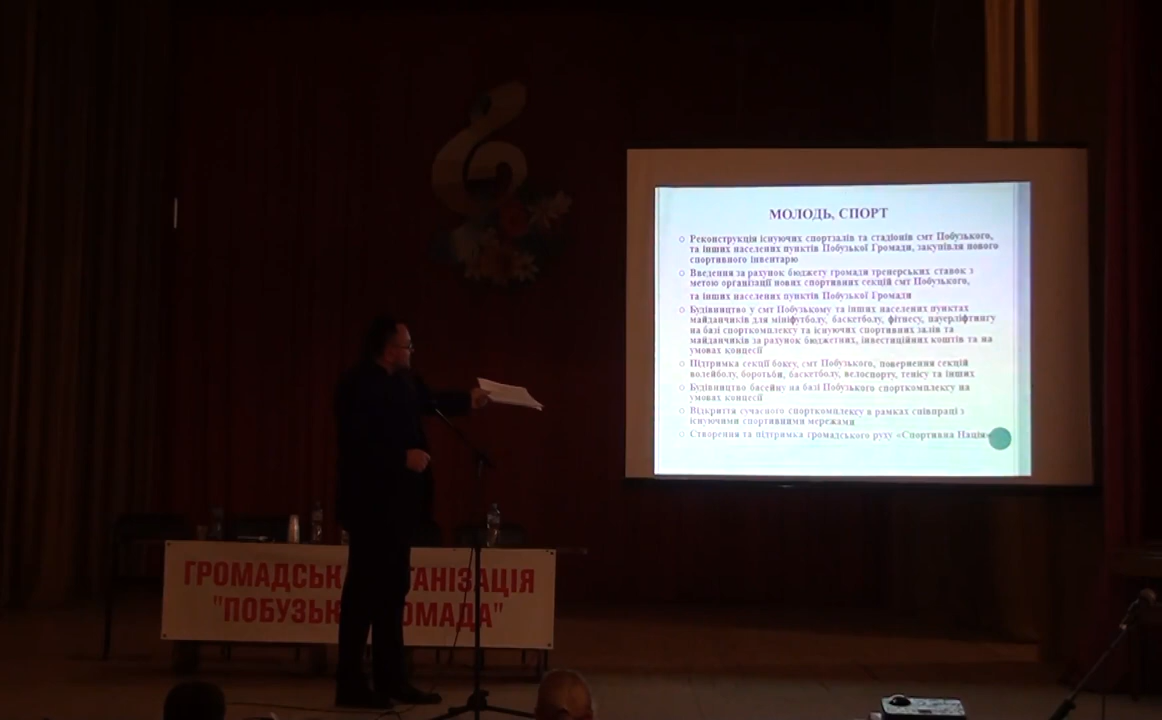 МОЛОДЬ, СПОРТ
Реконструкція існуючих спортзалів та стадіонів смт Побузького,
та інших населених пунктів Побузької Громади, закупівля нового
спортивного інвентарю
Введення за рахунок бюджету громади тренерських ставок з
метою організації нових спортивних секцій смт Побузького,
та інших населених пунктів Побузької Громади
Будівництво у смт Побузькому та інших населених пунктах
майданчиків для мініфутболу, баскетболу, фітнесу, пауерліфтингу
на базі спорткомплексу та існуючих спортивних залів та
майданчиків за рахунок бюджетних, інвестиційних коштів та на
умовах концесії
Підтримка секції боксу, смт Побузького, повернення секцій
волейболу, боротьби, баскетболу, велоспорту, тенісу та інших
Будівництво басейну на базі Побузького спорткомплексу на
умовах концесії
Відкриття сучасного спорткомплексу в рамках співпраці з
існуючими спортивними мережами
Створення та підтримка громадського руху «Спортивна Нація»
ГРОМАДСЬК АНІЗАЦІЯ
"ПОБУЗЬК ОМАДА"